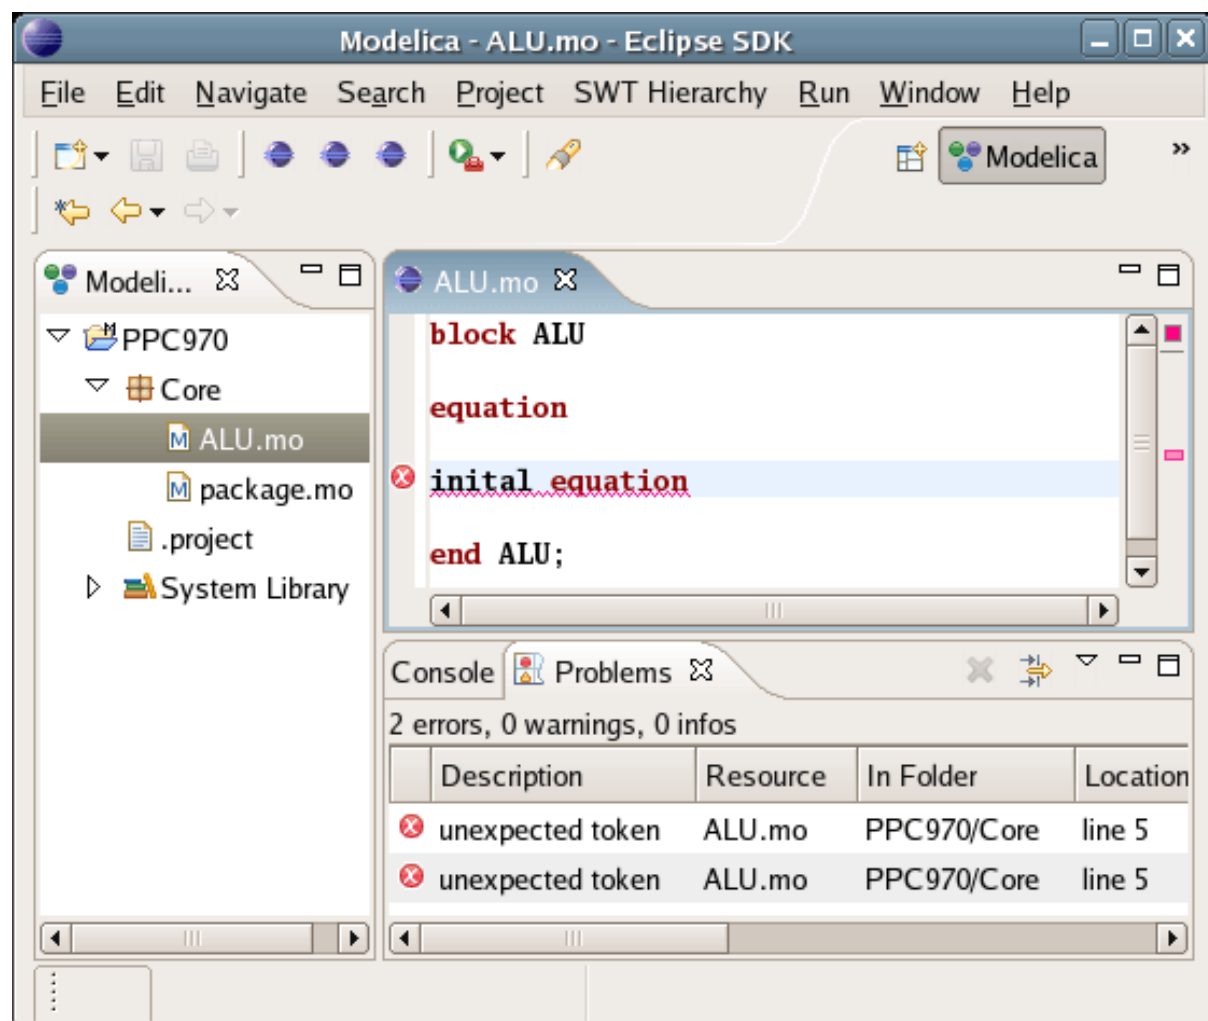 Modelica - ALU.mo - Eclipse SDK
File Edit Navigate Search Project SWT Hierarchy Run Window Help
Modelica »
Modeli...
PPC970
Core
ALU.mo
package.mo
.project
System Library
ALU.mo
block ALU
equation
inital equation
end ALU;
Console Problems
2 errors, 0 warnings, 0 infos
Description Resource In Folder Location
unexpected token ALU.mo PPC970/Core line 5
unexpected token ALU.mo PPC970/Core line 5